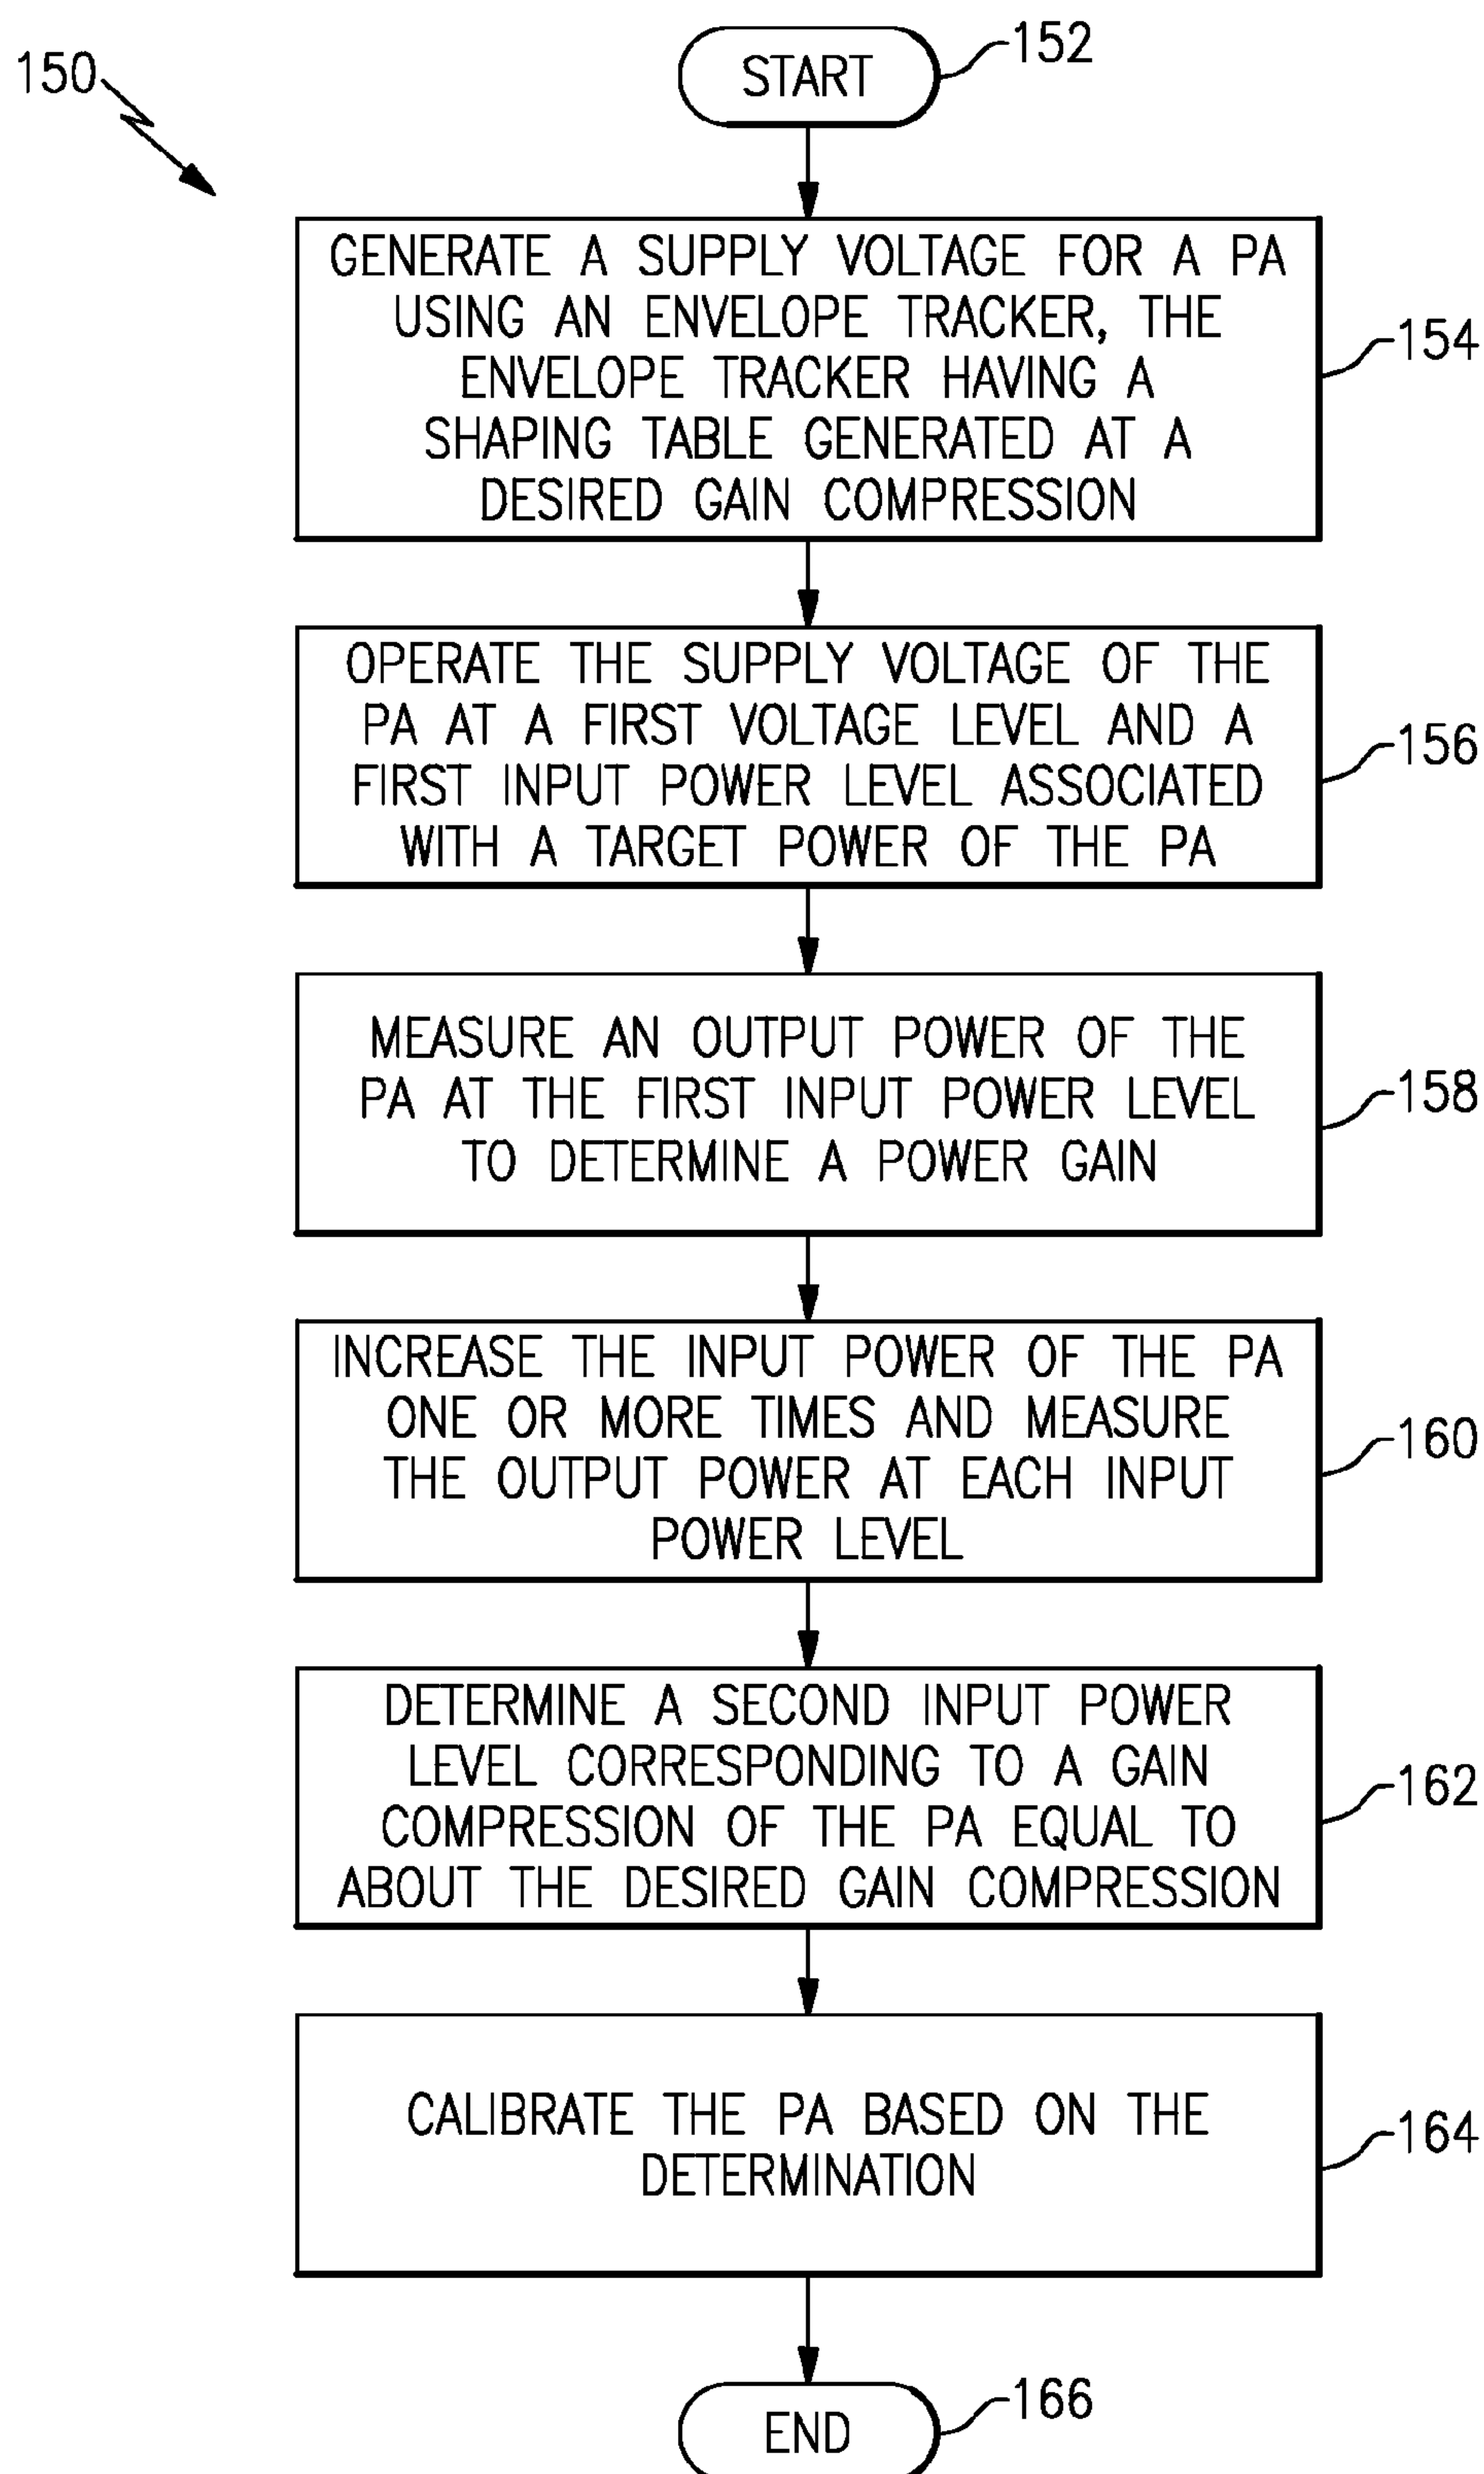 150
START
152
GENERATE A SUPPLY VOLTAGE FOR A PA
USING AN ENVELOPE TRACKER, THE
ENVELOPE TRACKER HAVING A
SHAPING TABLE GENERATED AT A
DESIRED GAIN COMPRESSION
154
OPERATE THE SUPPLY VOLTAGE OF THE
PA AT A FIRST VOLTAGE LEVEL AND A
FIRST INPUT POWER LEVEL ASSOCIATED
WITH A TARGET POWER OF THE PA
156
MEASURE AN OUTPUT POWER OF THE
PA AT THE FIRST INPUT POWER LEVEL
TO DETERMINE A POWER GAIN
158
INCREASE THE INPUT POWER OF THE PA
ONE OR MORE TIMES AND MEASURE
THE OUTPUT POWER AT EACH INPUT
POWER LEVEL
160
DETERMINE A SECOND INPUT POWER
LEVEL CORRESPONDING TO A GAIN
COMPRESSION OF THE PA EQUAL TO
ABOUT THE DESIRED GAIN COMPRESSION
162
CALIBRATE THE PA BASED ON THE
DETERMINATION
164
END
166